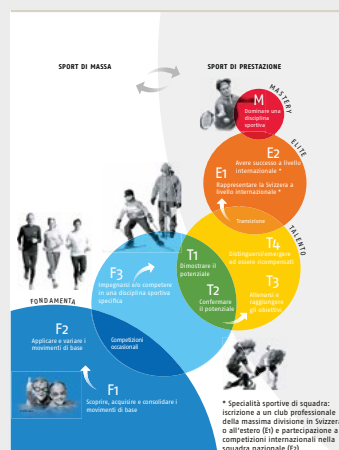 SPORT DI MASSA
SPORT DI PRESTAZIONE
MASTERY
M
Dominare una
disciplina
sportiva
ELITE
E2
Avere successo a livello
internazionale *
E1
Rappresentare la Svizzera a
livello internazionale *
Transizione
TALENTO
T4
Distinguersi/emergere
ed essere ricompensati
T3
Allenarsi e
raggiungere
gli obiettivi
T1
Dimostrare il
potenziale
T2
Confermare
il potenziale
F3
Impegnarsi e/o competere
in una disciplina sportiva
specifica
Competizioni
occasionali
FONDAMENTA
F2
Applicare e variare i
movimenti di base
F1
Scoprire, acquisire e consolidare i
movimenti di base
* Specialità sportive di squadra:
iscrizione a un club professionale
della massima divisione in Svizzera
o all'estero (E1) e partecipazione a
competizioni internazionali nella
squadra nazionale (E2)